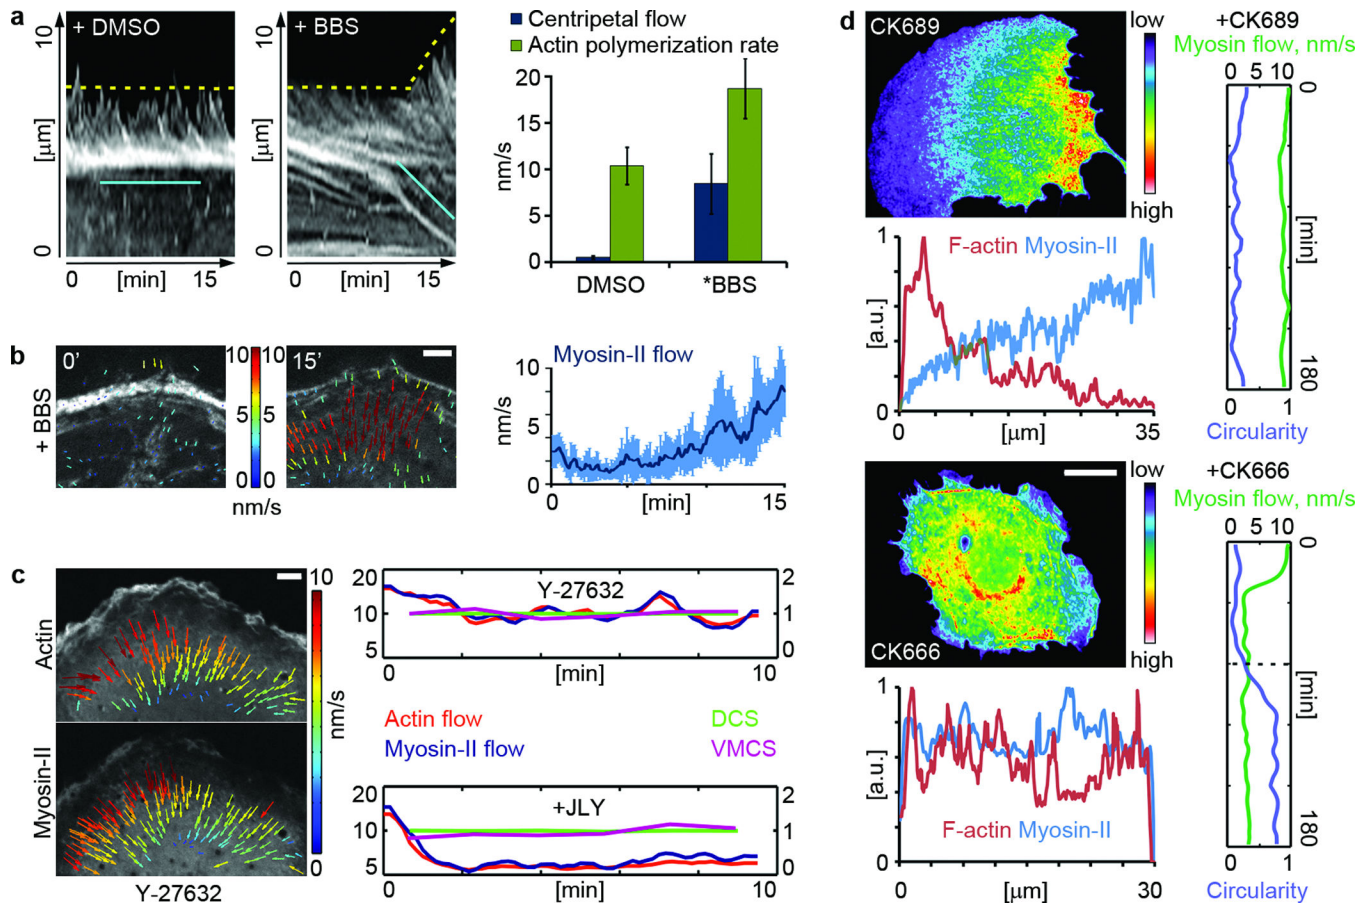 a
+ DMSO
+ BBS
10
[μm]
0
0 [min] 15
10
[μm]
0
0 [min] 15
Centripetal flow
Actin polymerization rate
nm/s
20
15
10
5
0
DMSO *BBS
b
+ BBS
0'
10 10
5 5
0 0
nm/s
15'
Myosin-II flow
nm/s
10
5
0
0 [min] 15
c
Actin
Myosin-II
Y-27632
10
nm/s
0
Y-27632
20 2
10 1
5 0
0 [min] 10
Actin flow DCS
Myosin-II flow VMCS
+JLY
20 2
10 1
5 0
0 [min] 10
d
CK689
low
high
+CK689
Myosin flow, nm/s
0 5 10
0
[min]
180
0 1
Circularity
F-actin Myosin-II
1
[a.u.]
0
0 [μm] 35
CK666
low
high
+CK666
Myosin flow, nm/s
0 5 10
0
[min]
180
0 1
Circularity
1
[a.u.]
0
F-actin Myosin-II
0 [μm] 30